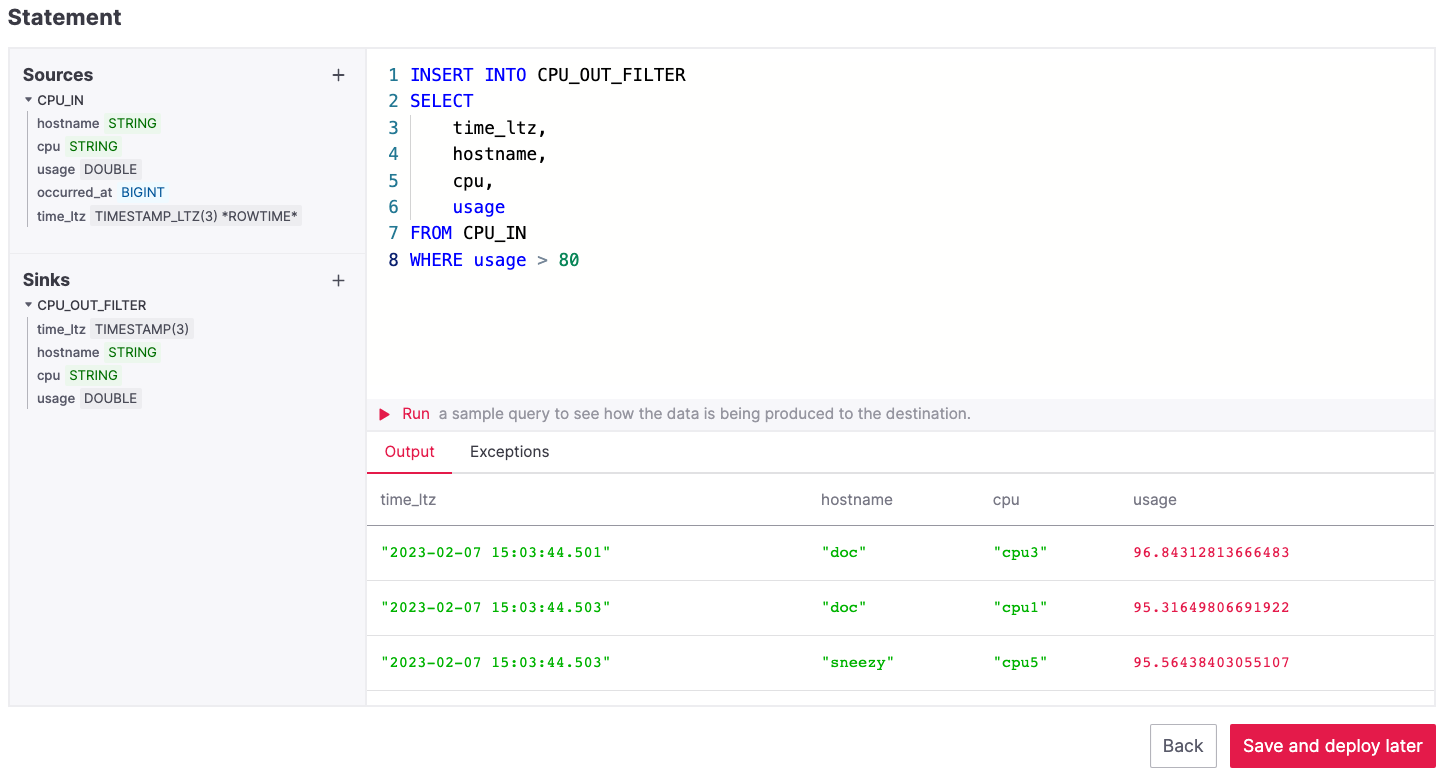 Statement
Sources +
CPU_IN
hostname STRING
cpu STRING
usage DOUBLE
occurred_at BIGINT
time_ltz TIMESTAMP_LTZ(3) *ROWTIME*
Sinks +
CPU_OUT_FILTER
time_ltz TIMESTAMP(3)
hostname STRING
cpu STRING
usage DOUBLE
1 INSERT INTO CPU_OUT_FILTER
2 SELECT
3 time_ltz,
4 hostname,
5 cpu,
6 usage
7 FROM CPU_IN
8 WHERE usage > 80
Run a sample query to see how the data is being produced to the destination.
Output Exceptions
time_ltz hostname cpu usage
"2023-02-07 15:03:44.501" "doc" "cpu3" 96.84312813666483
"2023-02-07 15:03:44.503" "doc" "cpu1" 95.31649806691922
"2023-02-07 15:03:44.503" "sneezy" "cpu5" 95.56438403055107
Back Save and deploy later